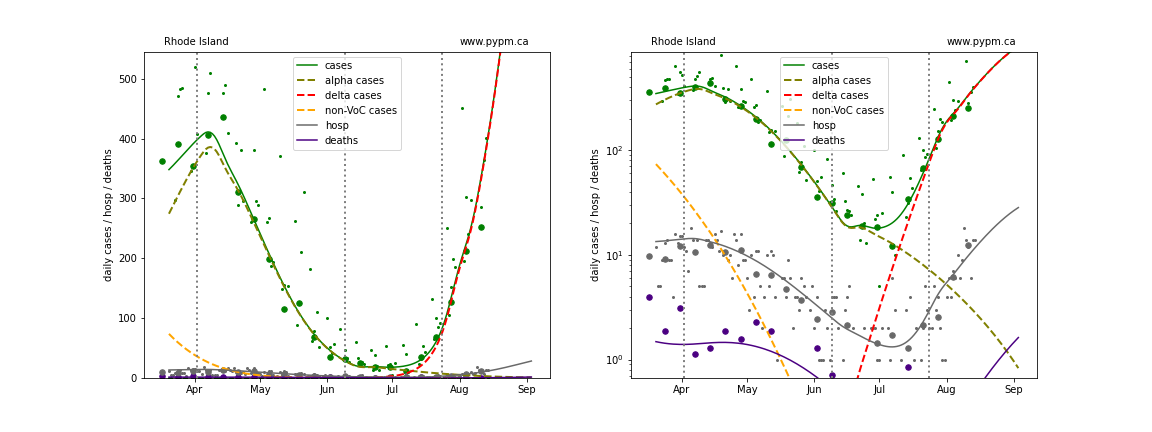 Rhode Island
www.pypm.ca
daily cases / hosp / deaths
500
400
300
200
100
0
cases
alpha cases
delta cases
non-VoC cases
hosp
deaths
Apr
May
Jun
Jul
Aug
Sep
Rhode Island
www.pypm.ca
daily cases / hosp / deaths
10²
10¹
10⁰
cases
alpha cases
delta cases
non-VoC cases
hosp
deaths
Apr
May
Jun
Jul
Aug
Sep